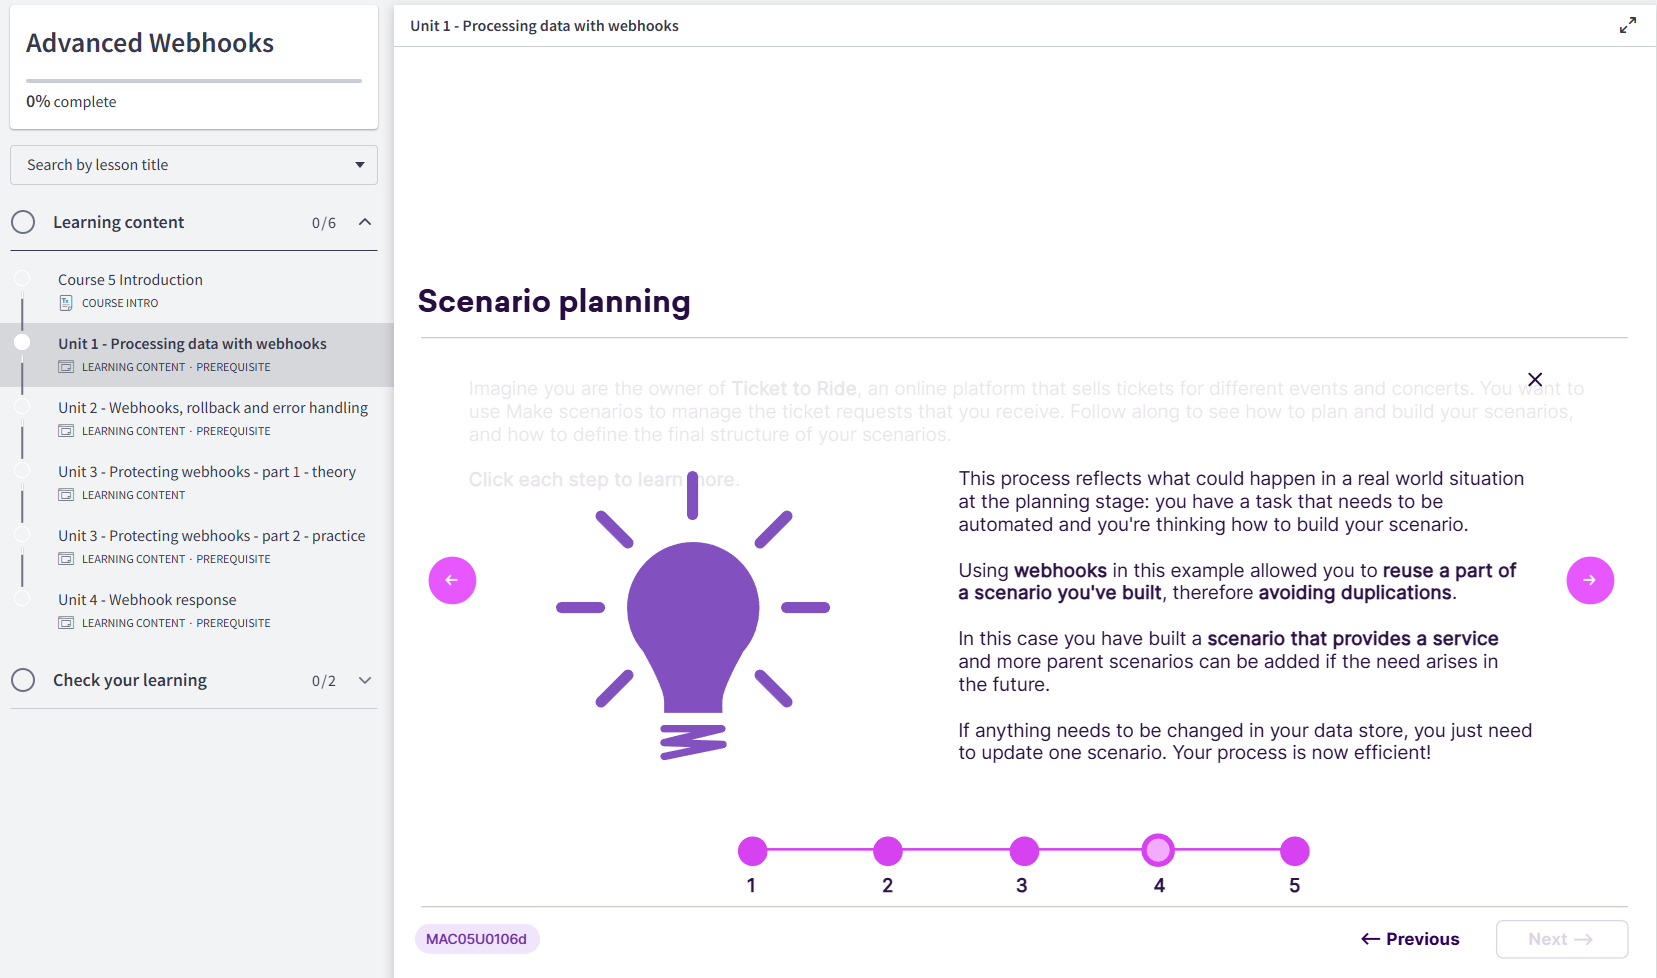 Advanced Webhooks
0% complete
Search by lesson title
Learning content 0/6
Course 5 Introduction
COURSE INTRO
Unit 1 - Processing data with webhooks
LEARNING CONTENT · PREREQUISITE
Unit 2 - Webhooks, rollback and error handling
LEARNING CONTENT · PREREQUISITE
Unit 3 - Protecting webhooks - part 1 - theory
LEARNING CONTENT
Unit 3 - Protecting webhooks - part 2 - practice
LEARNING CONTENT · PREREQUISITE
Unit 4 - Webhook response
LEARNING CONTENT · PREREQUISITE
Check your learning 0/2
Unit 1 - Processing data with webhooks
Scenario planning
Imagine you are the owner of Ticket to Ride, an online platform that sells tickets for different events and concerts. You want to
use Make scenarios to manage the ticket requests that you receive. Follow along to see how to plan and build your scenarios,
and how to define the final structure of your scenarios.
Click each step to learn more.
This process reflects what could happen in a real world situation
at the planning stage: you have a task that needs to be
automated and you're thinking how to build your scenario.
Using webhooks in this example allowed you to reuse a part of
a scenario you've built, therefore avoiding duplications.
In this case you have built a scenario that provides a service
and more parent scenarios can be added if the need arises in
the future.
If anything needs to be changed in your data store, you just need
to update one scenario. Your process is now efficient!
1 2 3 4 5
MAC05U0106d
← Previous
Next →